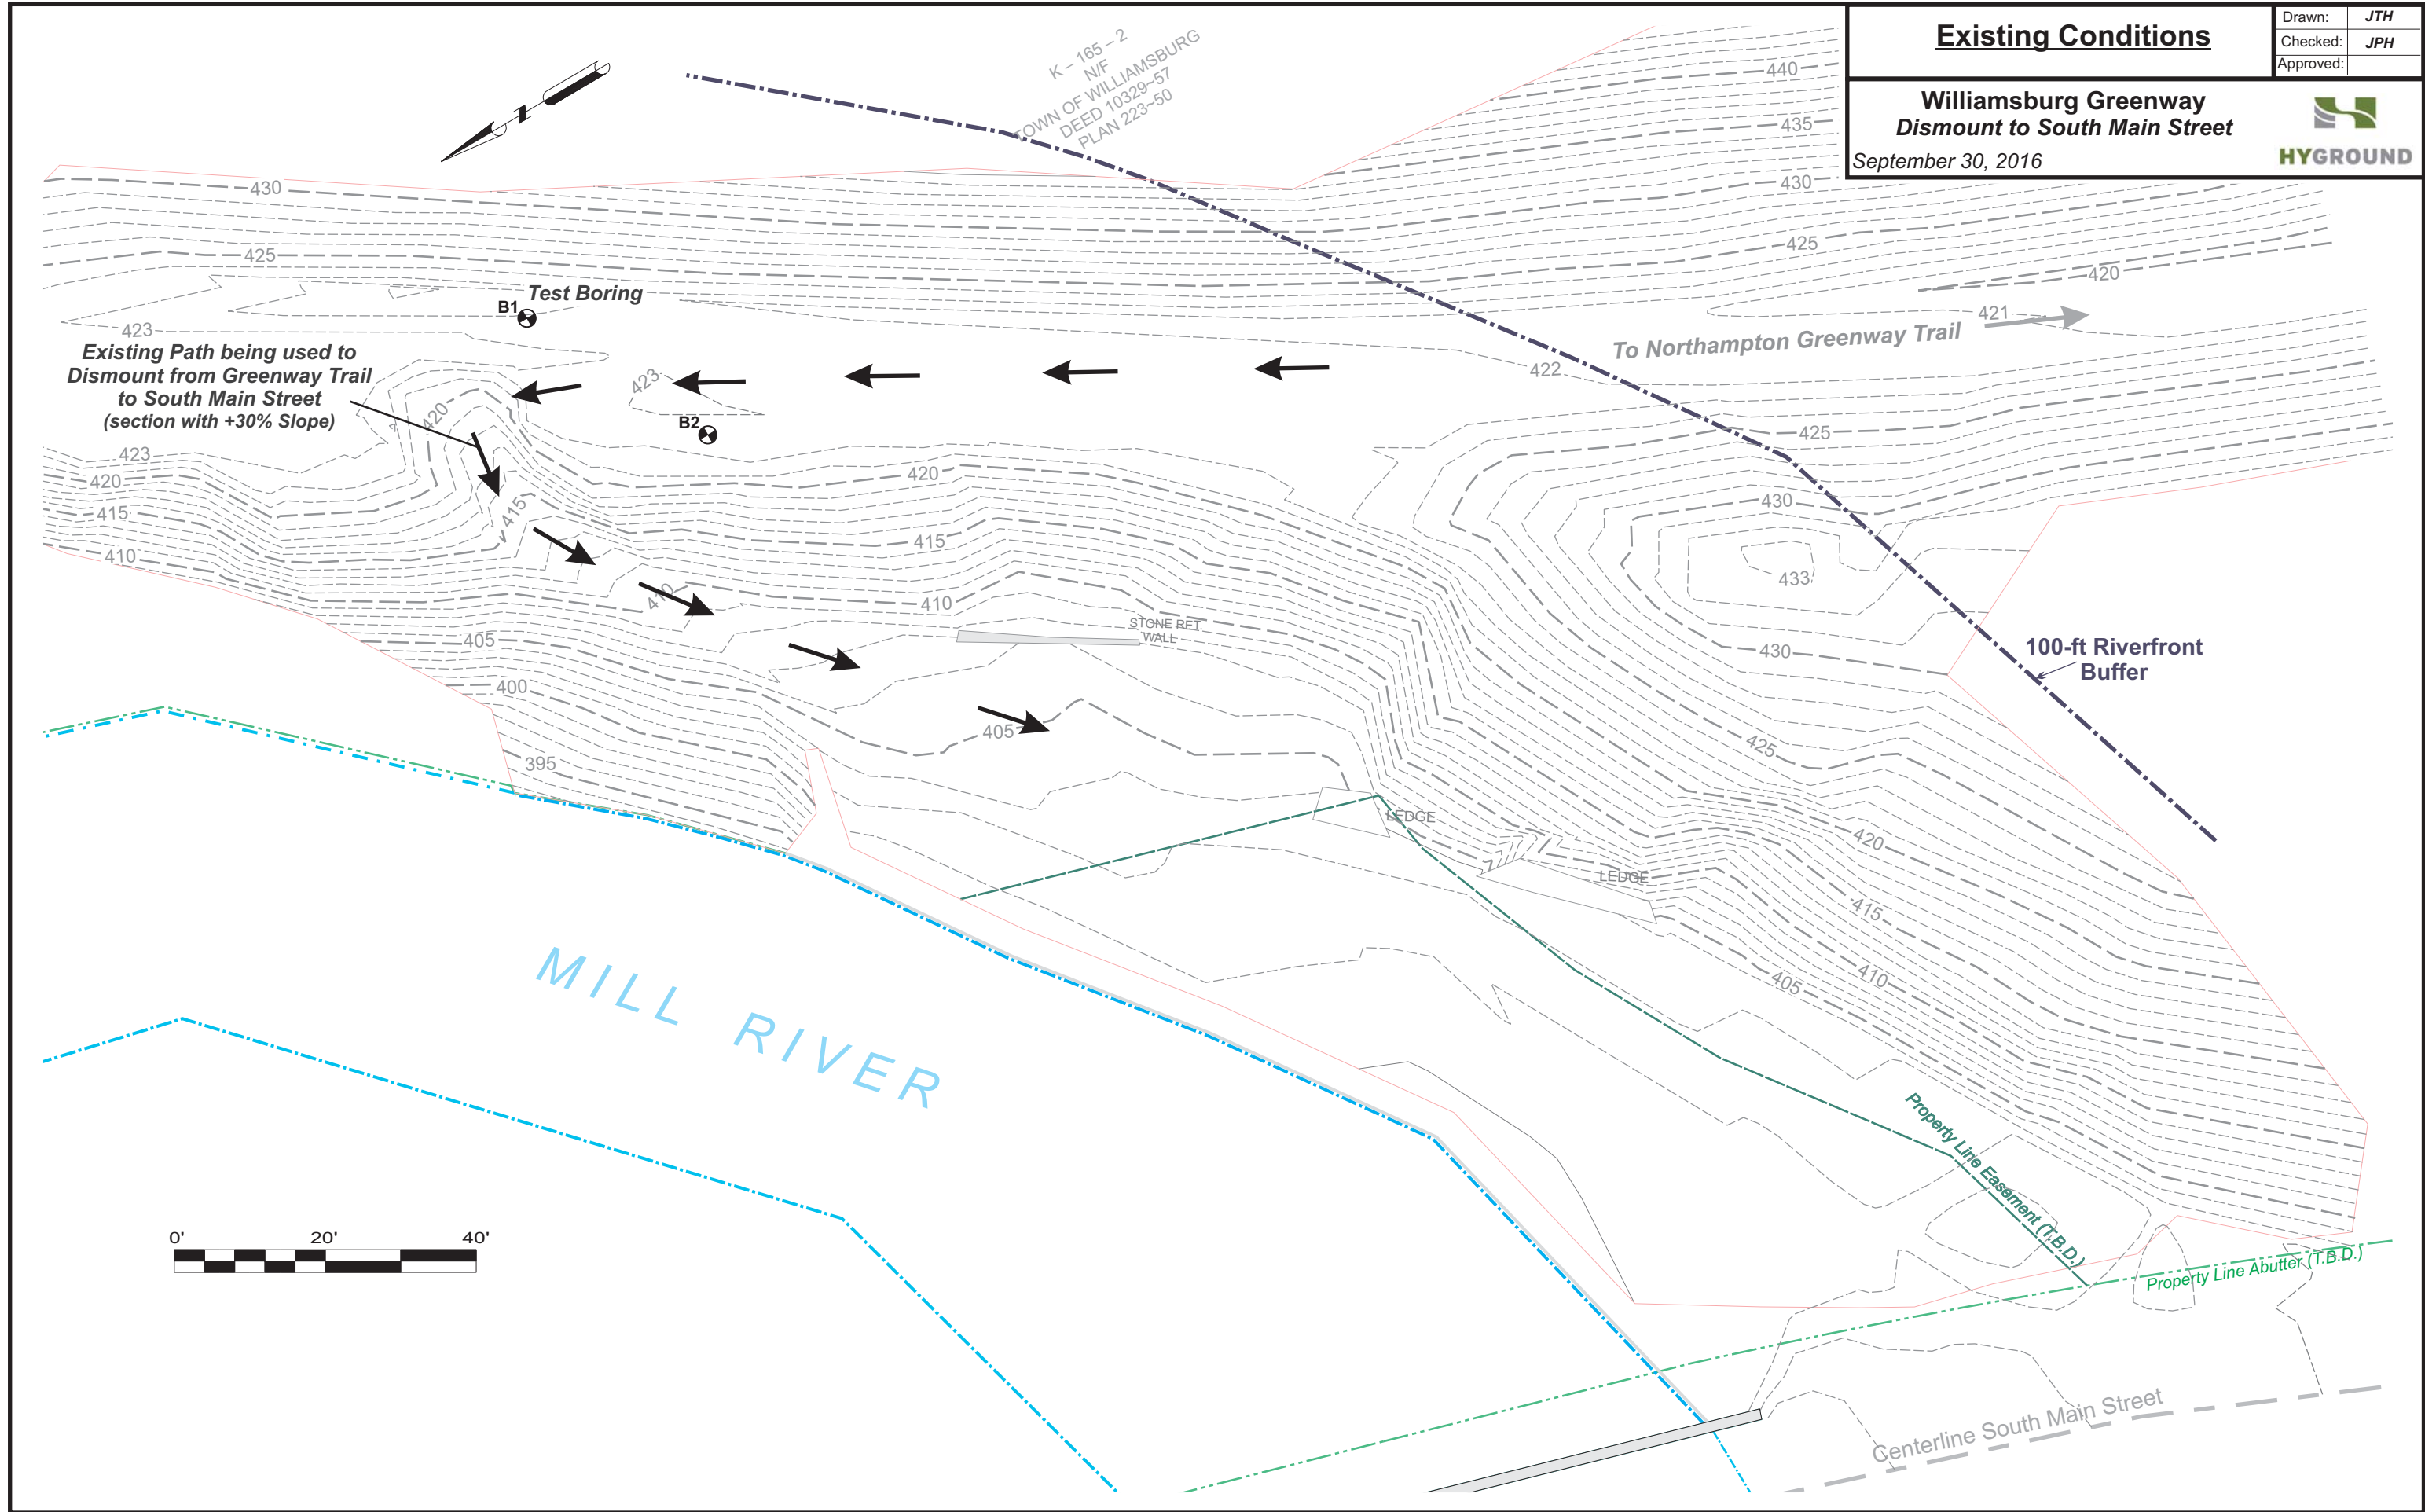 Existing Conditions
Drawn: JTH
Checked: JPH
Approved:
Williamsburg Greenway
Dismount to South Main Street
September 30, 2016
HYGROUND
K – 165 – 2
N/F
TOWN OF WILLIAMSBURG
DEED 10329–57
PLAN 223–50
440
435
430
430
425
425
420
Test Boring
B1
421
423
To Northampton Greenway Trail
Existing Path being used to
Dismount from Greenway Trail
to South Main Street
(section with +30% Slope)
422
423
420
B2
425
423
420
420
430
415
415
415
410
433
410
410
STONE RET.
WALL
405
430
100-ft Riverfront
Buffer
400
405
425
395
LEDGE
420
LEDGE
415
410
405
MILL RIVER
Property Line Easement (T.B.D.)
0' 20' 40'
Property Line Abutter (T.B.D.)
Centerline South Main Street